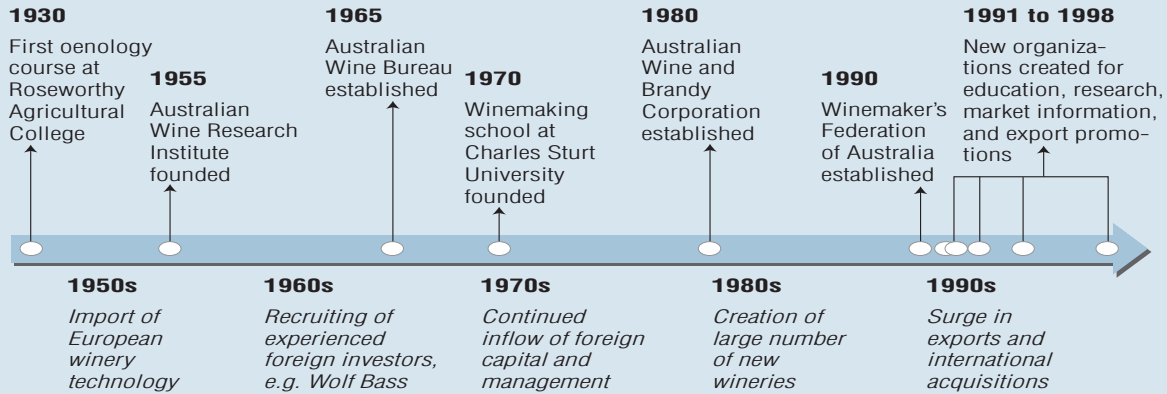 1930
First oenology
course at
Roseworthy
Agricultural
College
1955
Australian
Wine Research
Institute
founded
1965
Australian
Wine Bureau
established
1970
Winemaking
school at
Charles Sturt
University
founded
1980
Australian
Wine and
Brandy
Corporation
established
1990
Winemaker's
Federation
of Australia
established
1991 to 1998
New organiza-
tions created for
education, research,
market information,
and export promo-
tions
1950s
Import of
European
winery
technology
1960s
Recruiting of
experienced
foreign investors,
e.g. Wolf Bass
1970s
Continued
inflow of foreign
capital and
management
1980s
Creation of
large number
of new
wineries
1990s
Surge in
exports and
international
acquisitions